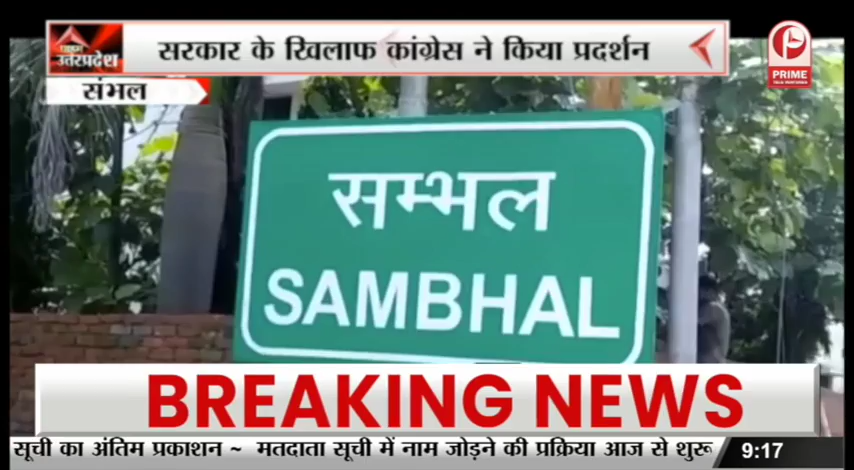 प्राइम
उत्तरप्रदेश
सरकार के खिलाफ कांग्रेस ने किया प्रदर्शन
PRIME
संभल
सम्भल
SAMBHAL
BREAKING NEWS
सूची का अंतिम प्रकाशन ~ मतदाता सूची में नाम जोड़ने की प्रक्रिया आज से शुरू
9:17